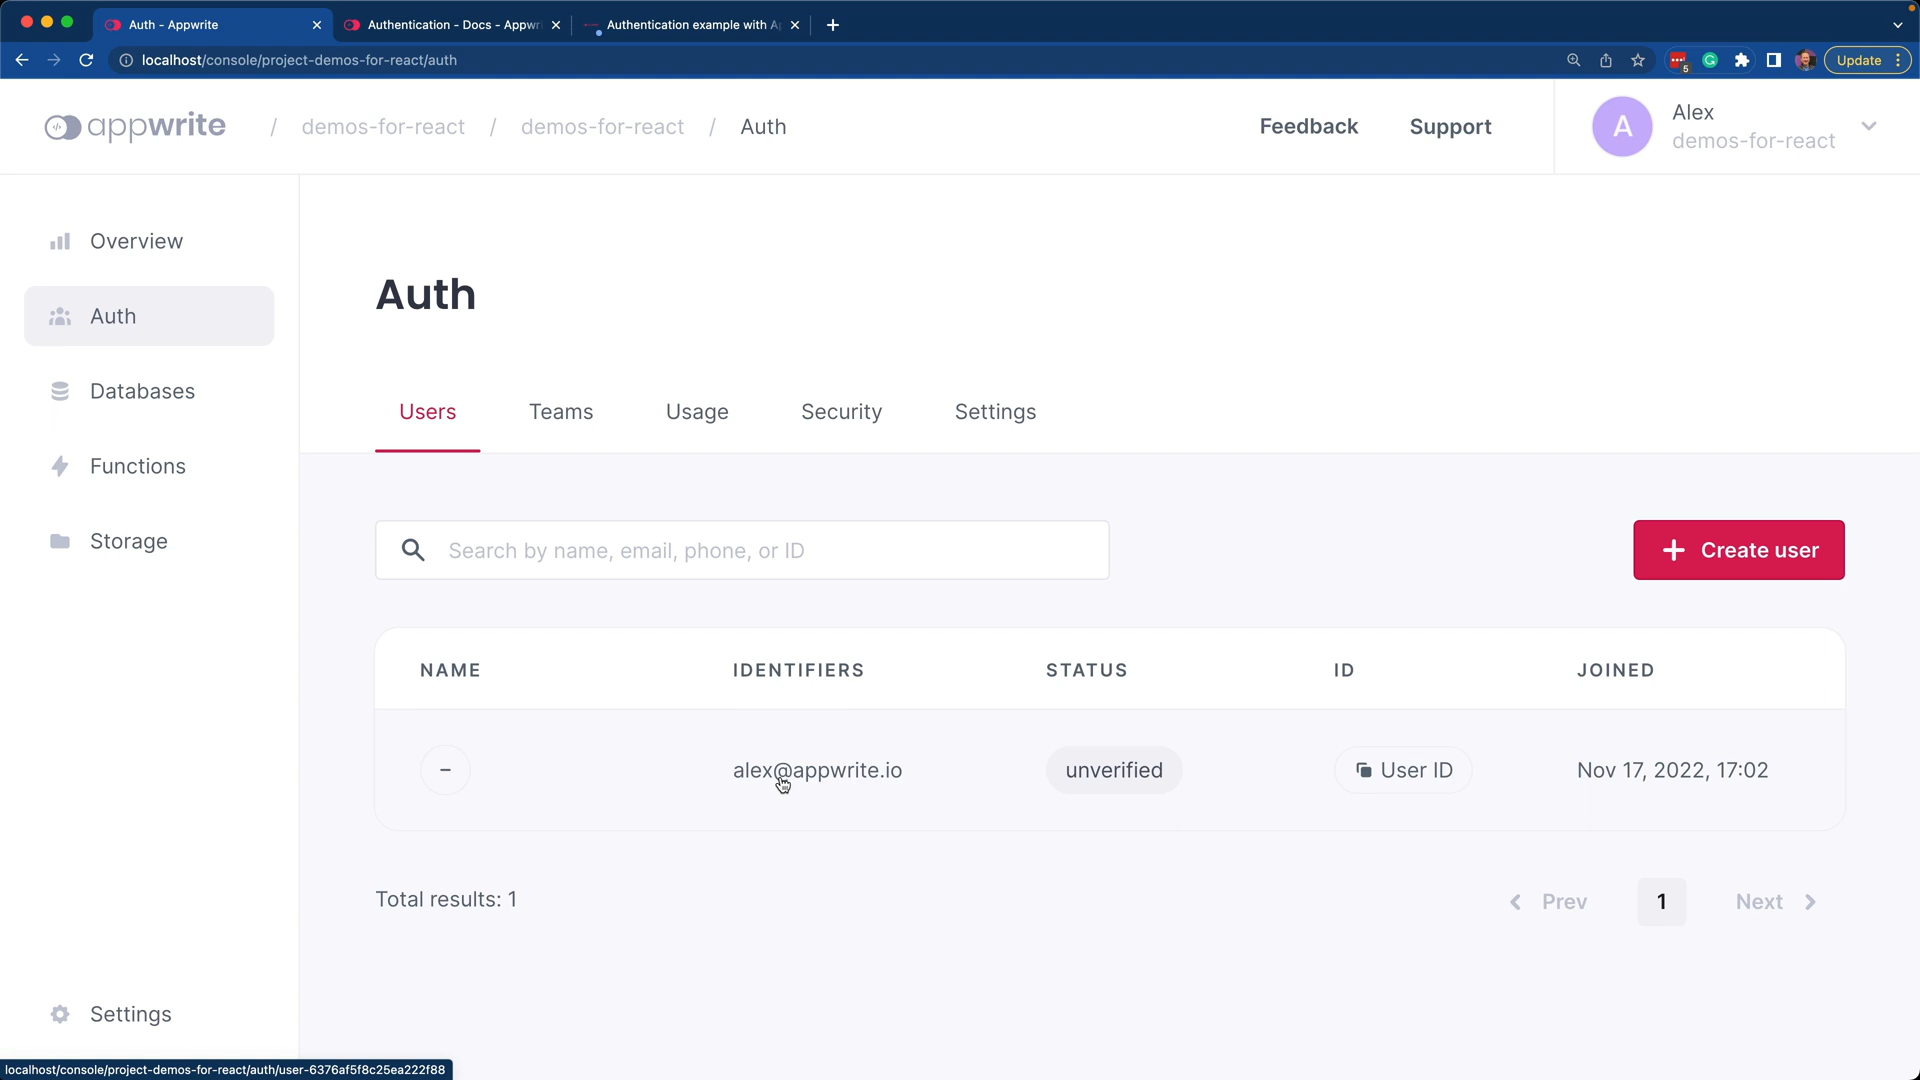 Auth - Appwrite
Authentication - Docs - Appwri
Authentication example with A
localhost/console/project-demos-for-react/auth
5
Update
appwrite / demos-for-react / demos-for-react / Auth
Feedback
Support
A
Alex
demos-for-react
Overview
Auth
Databases
Functions
Storage
Settings
Auth
Users
Teams
Usage
Security
Settings
Search by name, email, phone, or ID
+ Create user
NAME
IDENTIFIERS
STATUS
ID
JOINED
–
alex@appwrite.io
unverified
User ID
Nov 17, 2022, 17:02
Total results: 1
Prev
1
Next
localhost/console/project-demos-for-react/auth/user-6376af5f8c25ea222f88